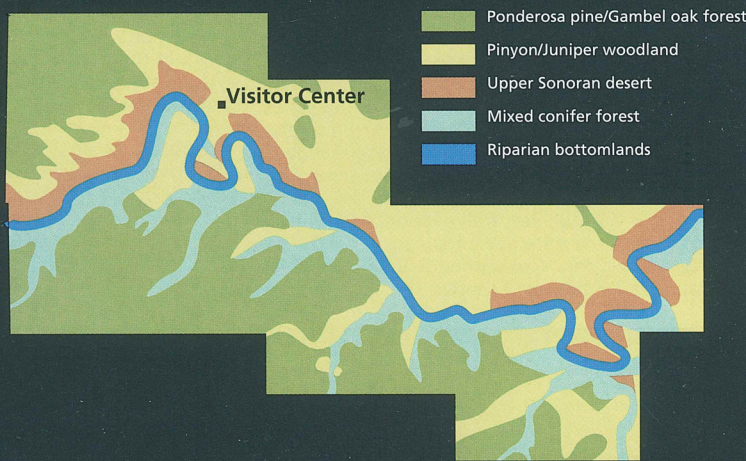 Ponderosa pine/Gambel oak forest
Pinyon/Juniper woodland
Upper Sonoran desert
Mixed conifer forest
Riparian bottomlands
Visitor Center